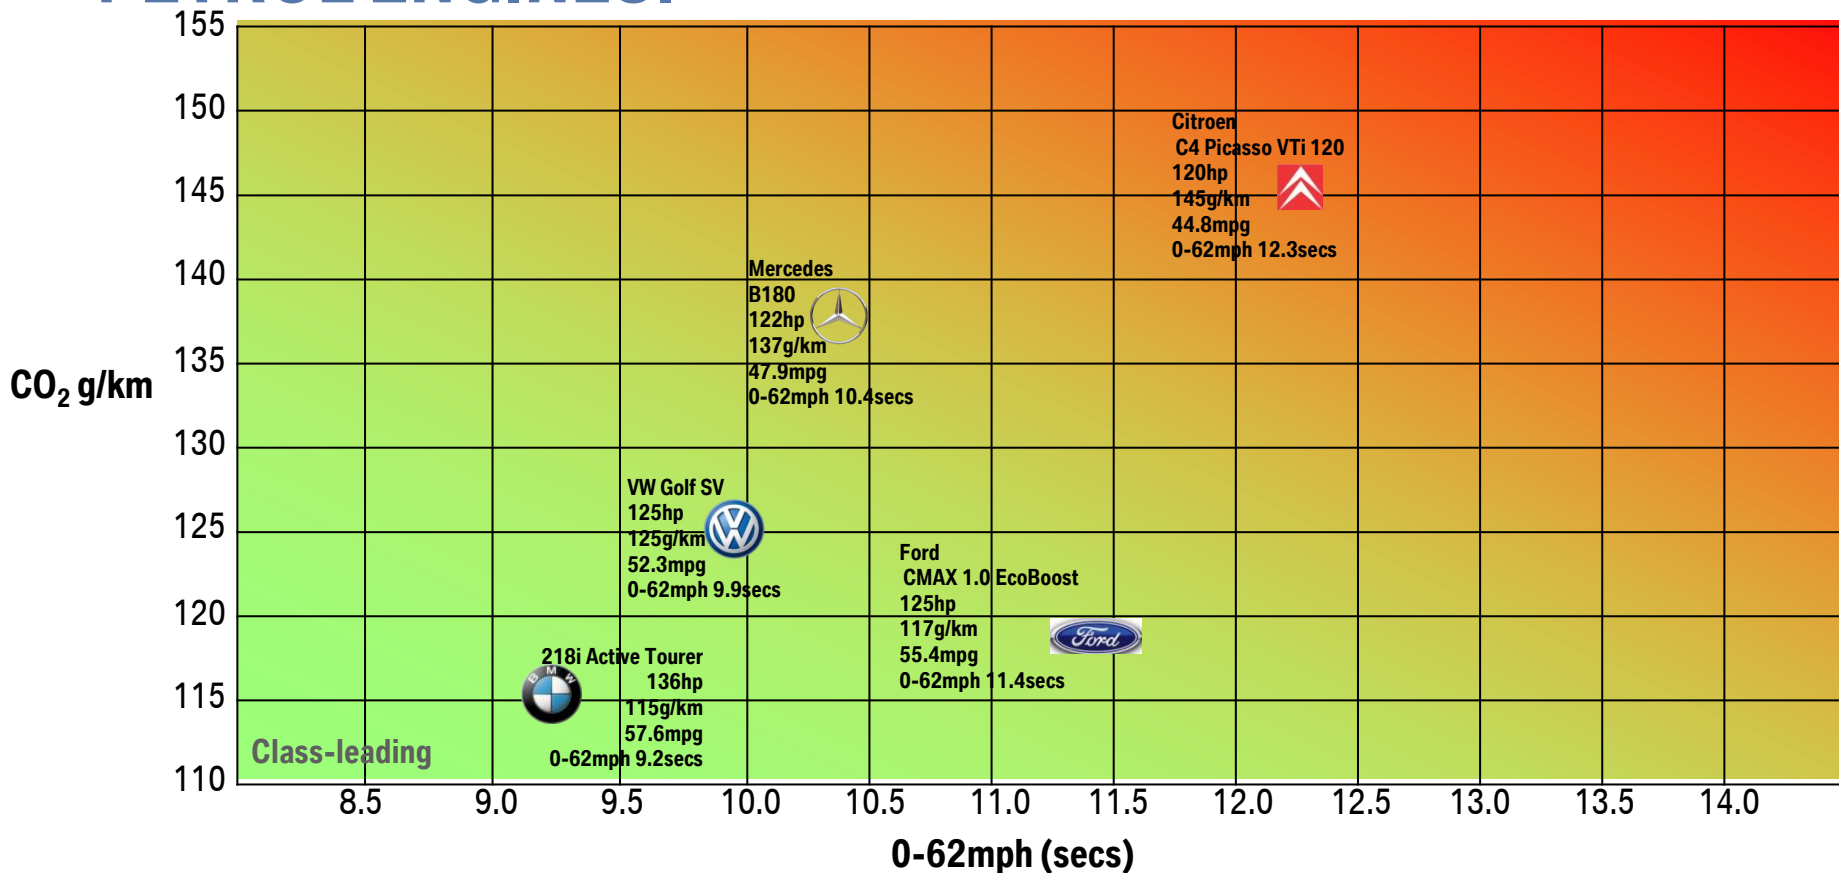 PETROL ENGINES.
155
150
145
140
135
130
125
120
115
110
CO₂ g/km
Citroen
C4 Picasso VTi 120
120hp
145g/km
44.8mpg
0-62mph 12.3secs
Mercedes
B180
122hp
137g/km
47.9mpg
0-62mph 10.4secs
VW Golf SV
125hp
125g/km
52.3mpg
0-62mph 9.9secs
Ford
CMAX 1.0 EcoBoost
125hp
117g/km
55.4mpg
0-62mph 11.4secs
Ford
218i Active Tourer
136hp
115g/km
57.6mpg
0-62mph 9.2secs
BMW
Class-leading
8.5 9.0 9.5 10.0 10.5 11.0 11.5 12.0 12.5 13.0 13.5 14.0
0-62mph (secs)